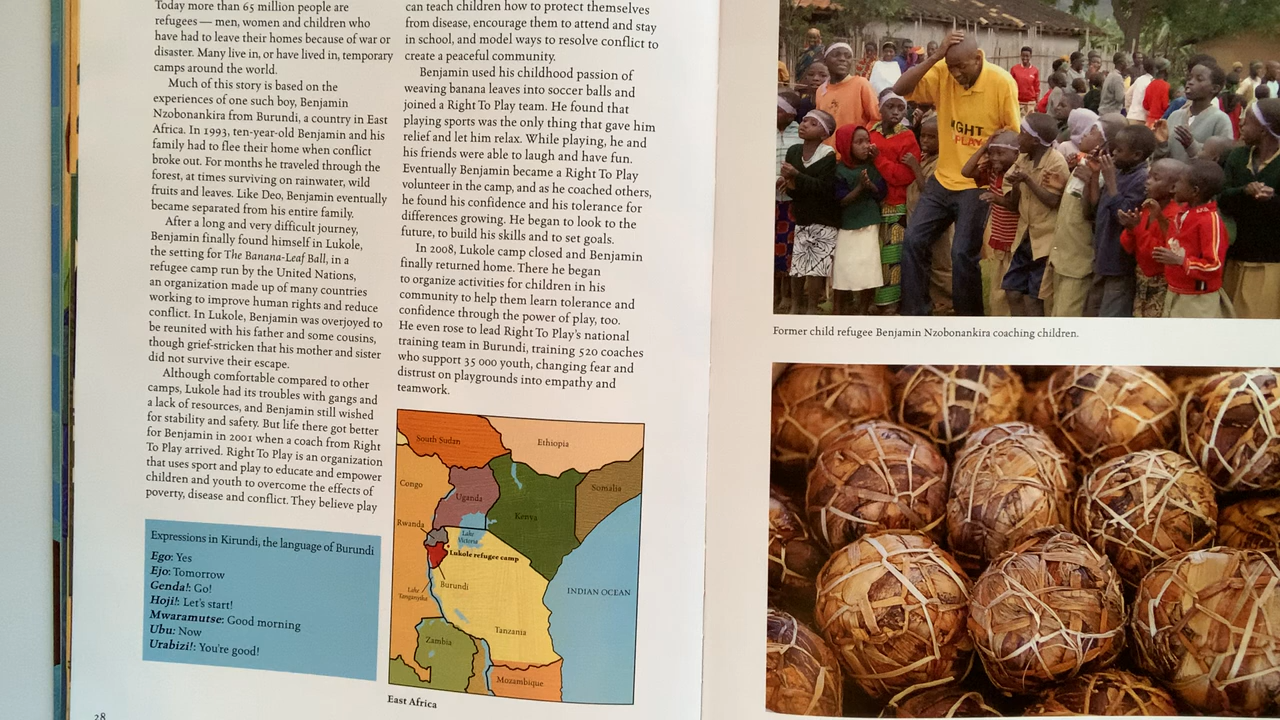 Today more than 65 million people are
refugees — men, women and children who
have had to leave their homes because of war or
disaster. Many live in, or have lived in, temporary
camps around the world.
Much of this story is based on the
experiences of one such boy, Benjamin
Nzobonankira from Burundi, a country in East
Africa. In 1993, ten-year-old Benjamin and his
family had to flee their home when conflict
broke out. For months he traveled through the
forest, at times surviving on rainwater, wild
fruits and leaves. Like Deo, Benjamin eventually
became separated from his entire family.
After a long and very difficult journey,
Benjamin finally found himself in Lukole,
the setting for The Banana-Leaf Ball, in a
refugee camp run by the United Nations,
an organization made up of many countries
working to improve human rights and reduce
conflict. In Lukole, Benjamin was overjoyed to
be reunited with his father and some cousins,
though grief-stricken that his mother and sister
did not survive their escape.
Although comfortable compared to other
camps, Lukole had its troubles with gangs and
a lack of resources, and Benjamin still wished
for stability and safety. But life there got better
for Benjamin in 2001 when a coach from Right
To Play arrived. Right To Play is an organization
that uses sport and play to educate and empower
children and youth to overcome the effects of
poverty, disease and conflict. They believe play
can teach children how to protect themselves
from disease, encourage them to attend and stay
in school, and model ways to resolve conflict to
create a peaceful community.
Benjamin used his childhood passion of
weaving banana leaves into soccer balls and
joined a Right To Play team. He found that
playing sports was the only thing that gave him
relief and let him relax. While playing, he and
his friends were able to laugh and have fun.
Eventually Benjamin became a Right To Play
volunteer in the camp, and as he coached others,
he found his confidence and his tolerance for
differences growing. He began to look to the
future, to build his skills and to set goals.
In 2008, Lukole camp closed and Benjamin
finally returned home. There he began
to organize activities for children in his
community to help them learn tolerance and
confidence through the power of play, too.
He even rose to lead Right To Play's national
training team in Burundi, training 520 coaches
who support 35 000 youth, changing fear and
distrust on playgrounds into empathy and
teamwork.
Expressions in Kirundi, the language of Burundi
Ego: Yes
Ejo: Tomorrow
Genda!: Go!
Hoji!: Let's start!
Mwaramutse: Good morning
Ubu: Now
Urabizi!: You're good!
28
South Sudan
Ethiopia
Congo
Uganda
Kenya
Somalia
Rwanda
Lake
Victoria
Lukole refugee camp
Burundi
Lake
Tanganyika
INDIAN OCEAN
Tanzania
Zambia
Mozambique
East Africa
IGHT
PLAY
Former child refugee Benjamin Nzobonankira coaching children.